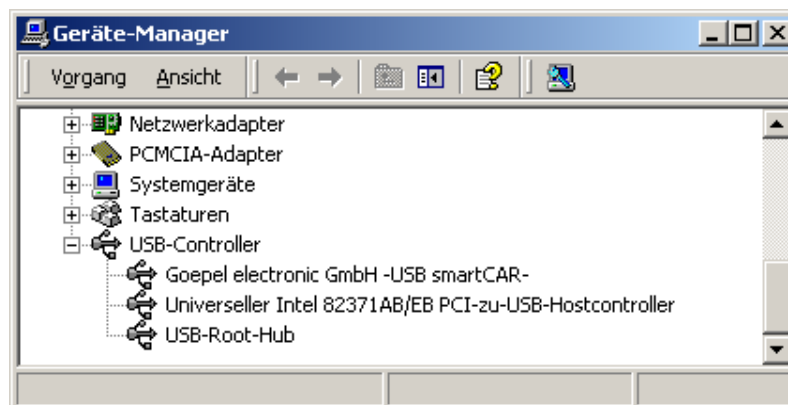 Geräte-Manager
Vorgang Ansicht
Netzwerkadapter
PCMCIA-Adapter
Systemgeräte
Tastaturen
USB-Controller
Goepel electronic GmbH -USB smartCAR-
Universeller Intel 82371AB/EB PCI-zu-USB-Hostcontroller
USB-Root-Hub